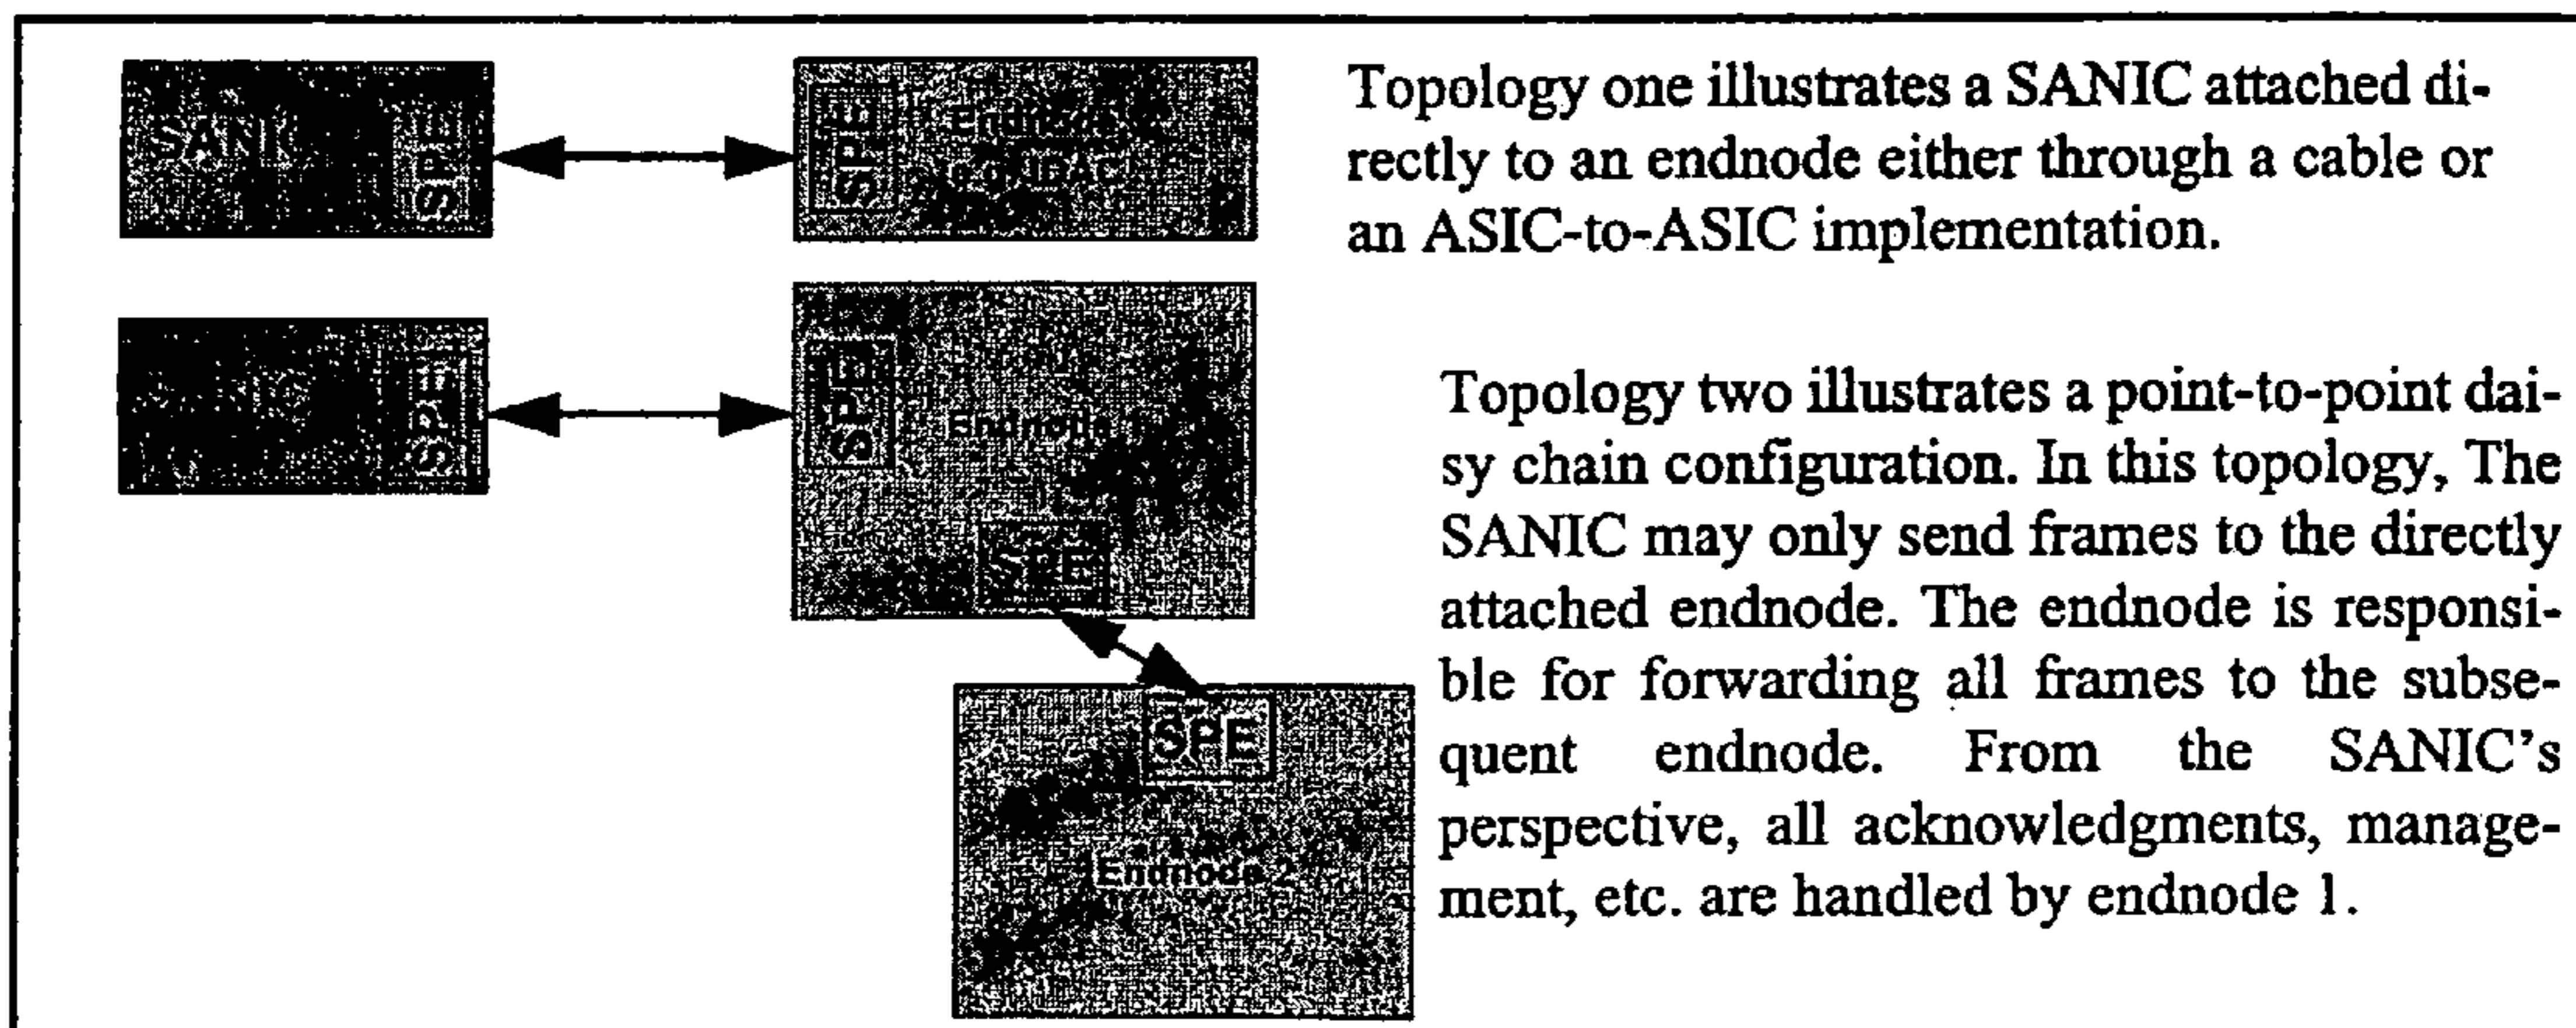 SANIC
SPE
SPE
Endnode
Topology one illustrates a SANIC attached di-
rectly to an endnode either through a cable or
an ASIC-to-ASIC implementation.
SPE
SPE
Endnode
SPE
Topology two illustrates a point-to-point dai-
sy chain configuration. In this topology, The
SANIC may only send frames to the directly
attached endnode. The endnode is responsi-
ble for forwarding all frames to the subse-
quent endnode. From the SANIC's
perspective, all acknowledgments, manage-
ment, etc. are handled by endnode 1.
SPE
Endnode 2